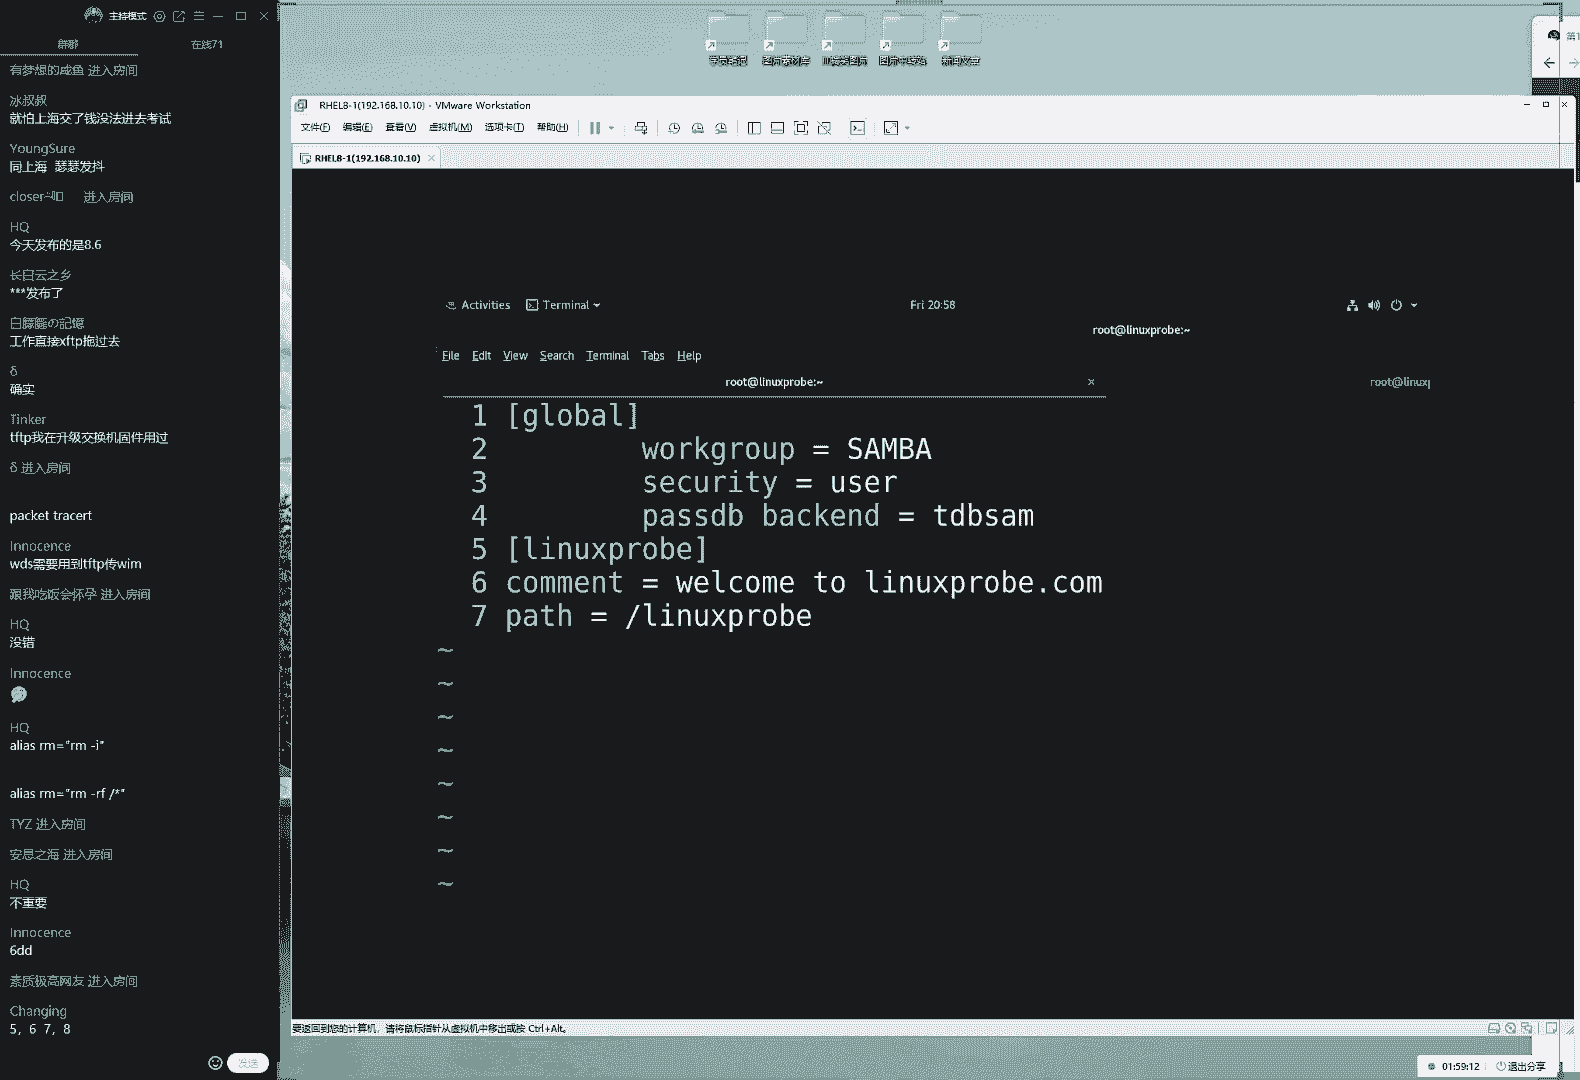 主持模式
群聊
在线71
有梦想的咸鱼 进入房间
冰叔叔
就怕上海交了钱没法进去考试
YoungSure
同上海 瑟瑟发抖
进入房间
HQ
今天发布的是8.6
长白云之乡
***发布了
工作直接xftp拖过去
δ
确实
Tinker
tftp我在升级交换机固件用过
δ 进入房间
packet tracert
Innocence
wds需要用到tftp传wim
跟我吃饭会怀孕 进入房间
HQ
没错
Innocence
HQ
alias rm="rm -i"
alias rm="rm -rf /*"
TYZ 进入房间
安息之海 进入房间
HQ
不重要
Innocence
6dd
素质极高网友 进入房间
Changing
5, 6 7, 8
发送
RHEL8-1(192.168.10.10) - VMware Workstation
文件(F) 编辑(E) 查看(V) 虚拟机(M) 选项卡(T) 帮助(H)
RHEL8-1(192.168.10.10)
Activities Terminal Fri 20:58
root@linuxprobe:~
File Edit View Search Terminal Tabs Help
root@linuxprobe:~ root@linuxp
1 [global]
2 workgroup = SAMBA
3 security = user
4 passdb backend = tdbsam
5 [linuxprobe]
6 comment = welcome to linuxprobe.com
7 path = /linuxprobe
~
~
~
~
~
~
~
~
要返回到您的计算机，请将鼠标指针从虚拟机中移出或按 Ctrl+Alt。
01:59:12 退出分享